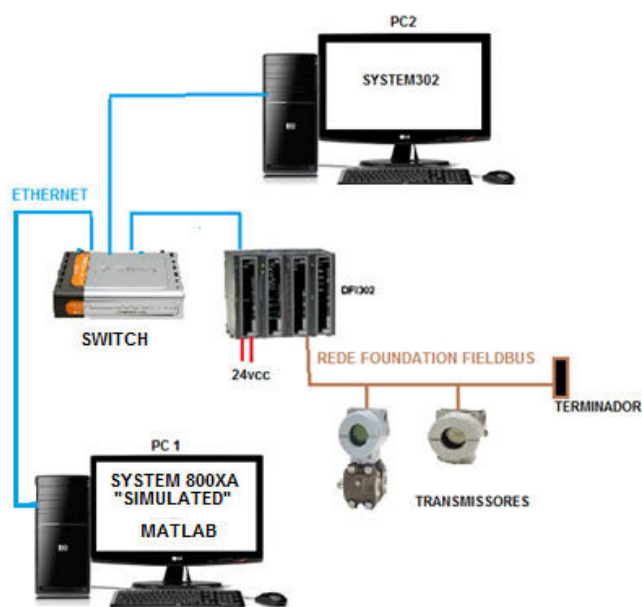 PC2
SYSTEM302
ETHERNET
SWITCH
DFI302
24vcc
REDE FOUNDATION FIELDBUS
TERMINADOR
TRANSMISSORES
PC 1
SYSTEM 800XA
"SIMULATED"
MATLAB